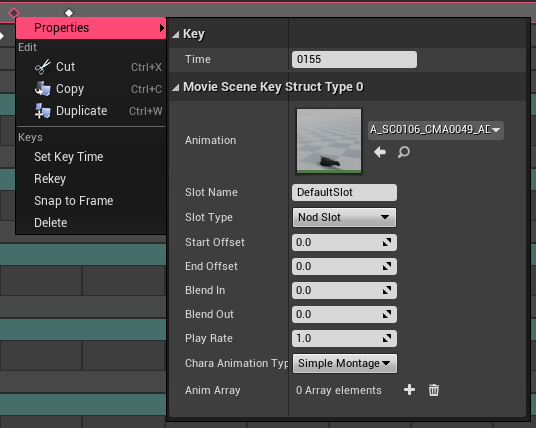 Properties
Edit
Cut Ctrl+X
Copy Ctrl+C
Duplicate Ctrl+W
Keys
Set Key Time
Rekey
Snap to Frame
Delete
Key
Time 0155
Movie Scene Key Struct Type 0
Animation A_SC0106_CMA0049_AD
Slot Name DefaultSlot
Slot Type Nod Slot
Start Offset 0.0
End Offset 0.0
Blend In 0.0
Blend Out 0.0
Play Rate 1.0
Chara Animation Typ Simple Montage
Anim Array 0 Array elements